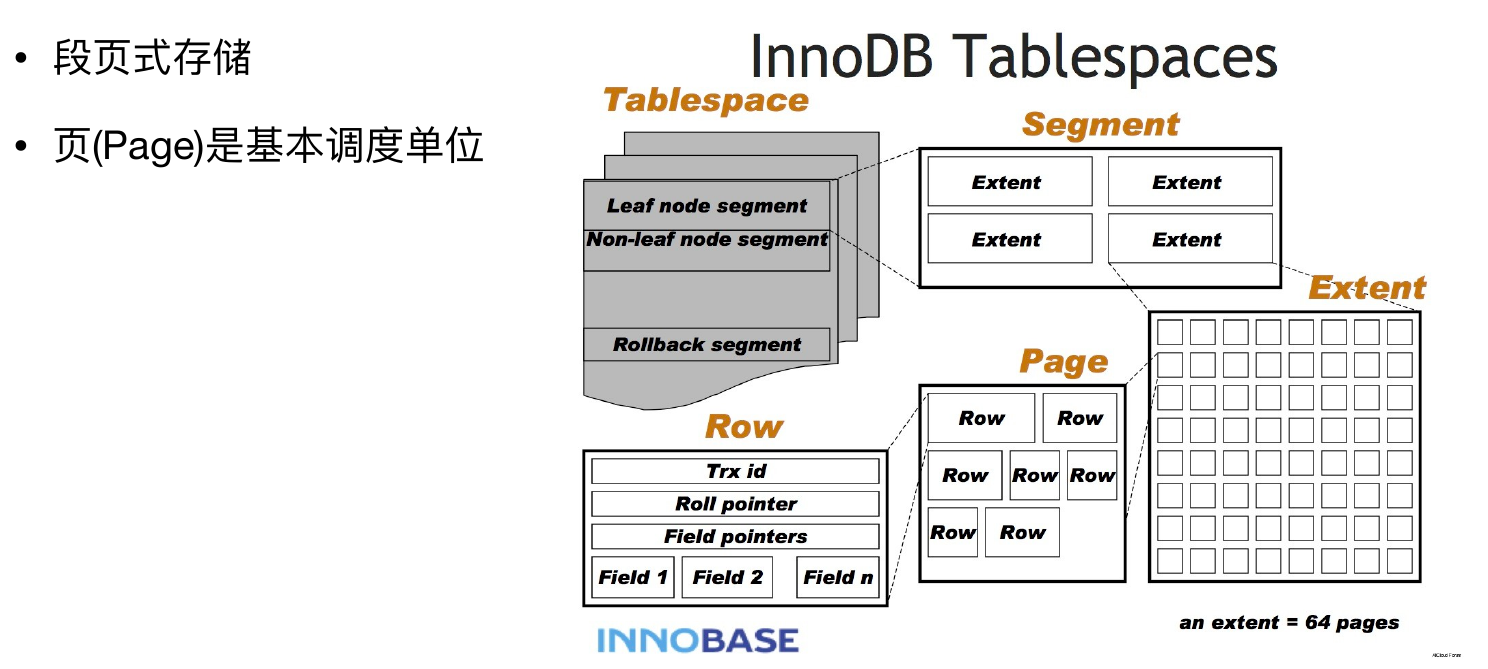 • 段页式存储
• 页(Page)是基本调度单位
InnoDB Tablespaces
Tablespace
Leaf node segment
Non-leaf node segment
Rollback segment
Segment
Extent Extent
Extent Extent
Extent
an extent = 64 pages
Page
Row Row
Row Row Row
Row Row
Row
Trx id
Roll pointer
Field pointers
Field 1 Field 2 Field n
INNOBASE